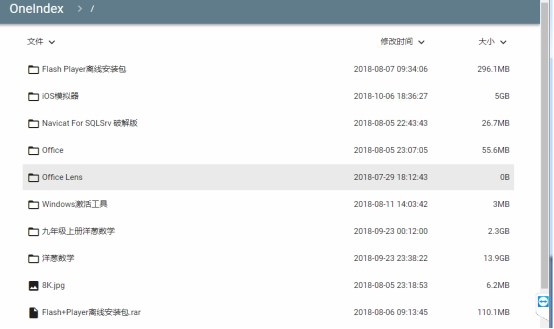 OneIndex > /
文件 修改时间 大小
Flash Player离线安装包 2018-08-07 09:34:06 296.1MB
iOS模拟器 2018-10-06 18:36:27 5GB
Navicat For SQLSrv 破解版 2018-08-05 22:43:43 26.7MB
Office 2018-08-05 23:07:05 55.6MB
Office Lens 2018-07-29 18:12:43 0B
Windows激活工具 2018-08-11 14:03:42 3MB
九年级上册洋葱数学 2018-09-23 00:12:00 2.3GB
洋葱数学 2018-09-23 23:38:22 13.9GB
8K.jpg 2018-08-05 23:18:53 6.2MB
Flash+Player离线安装包.rar 2018-08-06 09:13:45 110.1MB